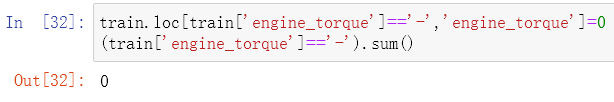 In [32]: train.loc[train['engine_torque']=='-','engine_torque']=0
(train['engine_torque']=='-').sum()
Out[32]: 0